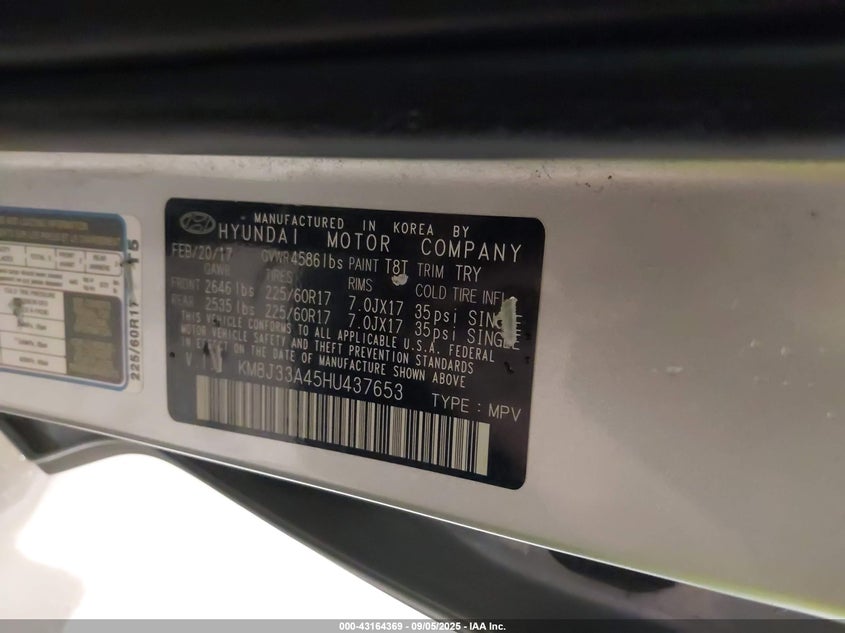 MANUFACTURED IN KOREA BY
HYUNDAI MOTOR COMPANY
FEB/20/17 GVWR4586lbs PAINT T8T TRIM TRY
GAWR TIRES RIMS COLD TIRE INFL
FRONT 2646lbs 225/60R17 7.0JX17 35psi SINGLE
REAR 2535lbs 225/60R17 7.0JX17 35psi SINGLE
THIS VEHICLE CONFORMS TO ALL APPLICABLE U.S.A. FEDERAL
MOTOR VEHICLE SAFETY AND THEFT PREVENTION STANDARDS
IN EFFECT ON THE DATE OF MANUFACTURE SHOWN ABOVE
KM8J33A45HU437653
TYPE : MPV
225/60R17
000-43164369 - 09/05/2025 - IAA Inc.